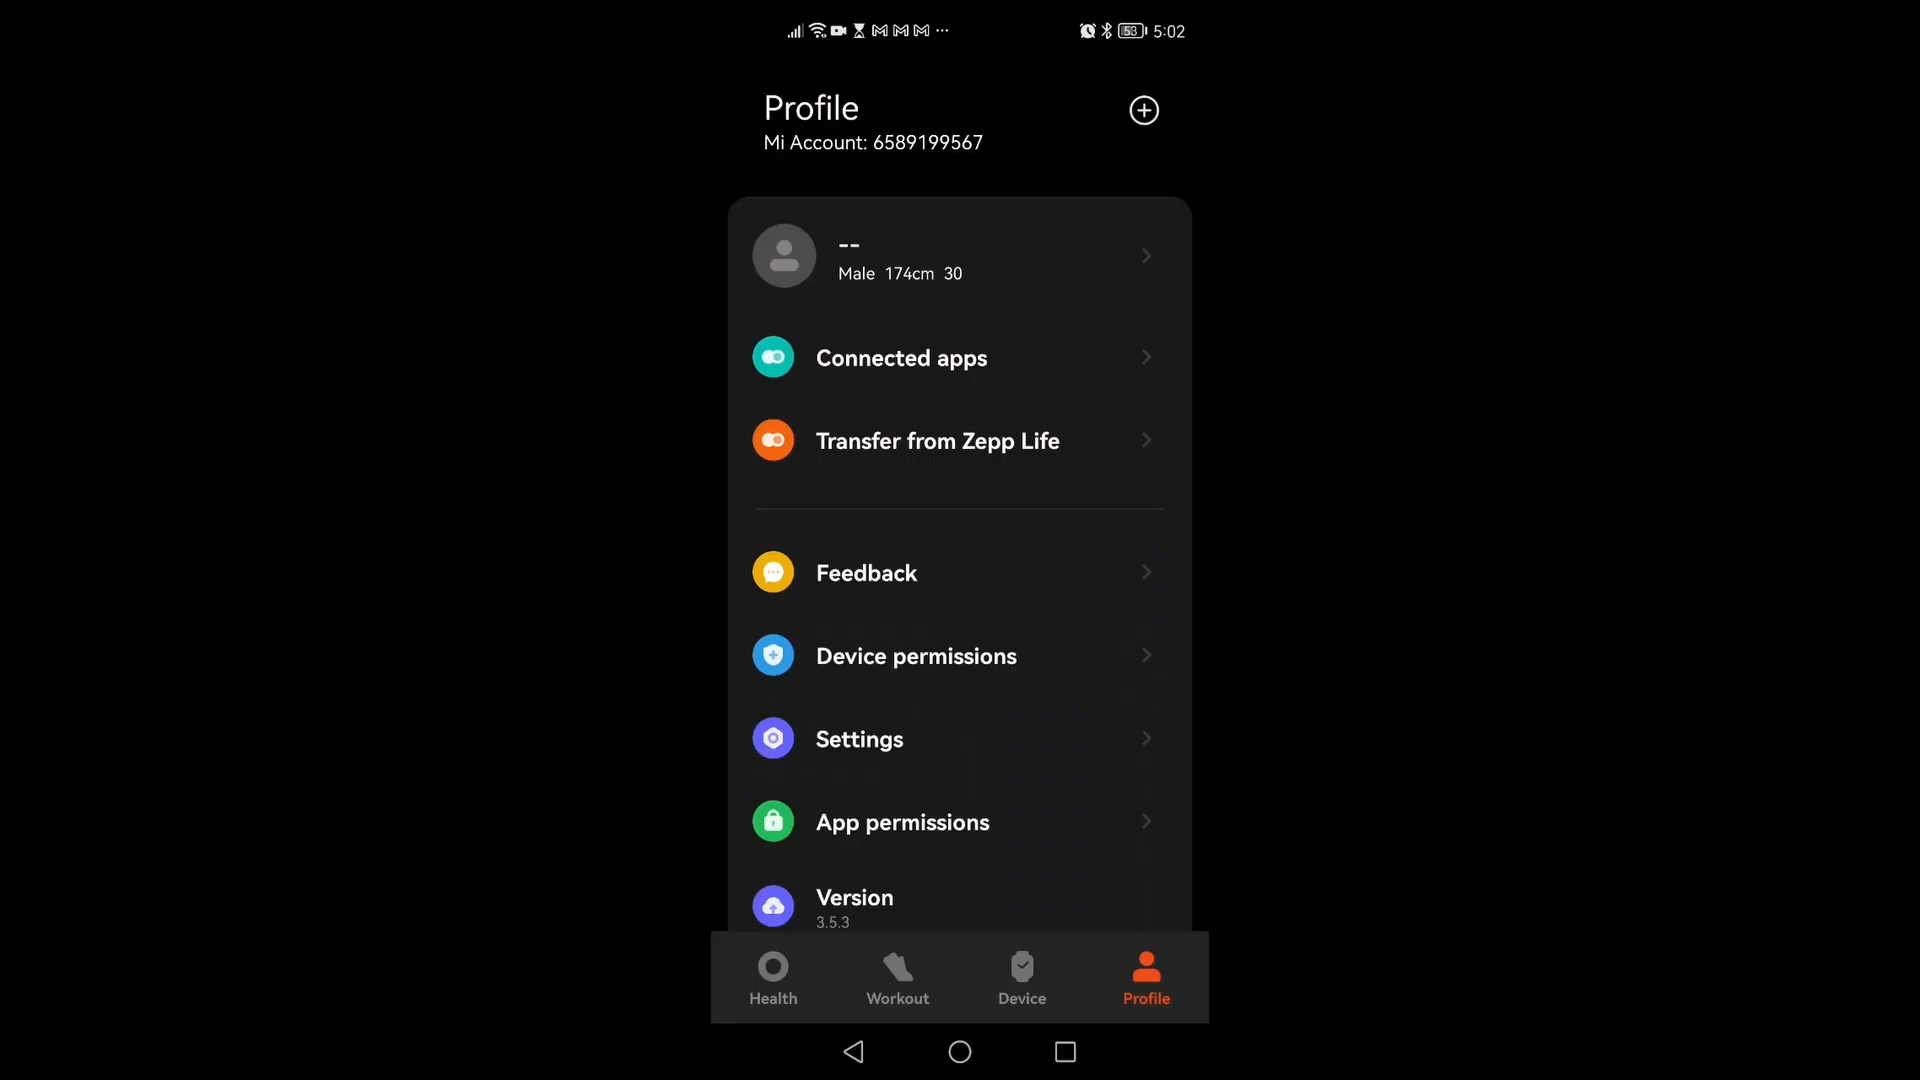 53 5:02
Profile
Mi Account: 6589199567
--
Male 174cm 30
Connected apps
Transfer from Zepp Life
Feedback
Device permissions
Settings
App permissions
Version
3.5.3
Health Workout Device Profile